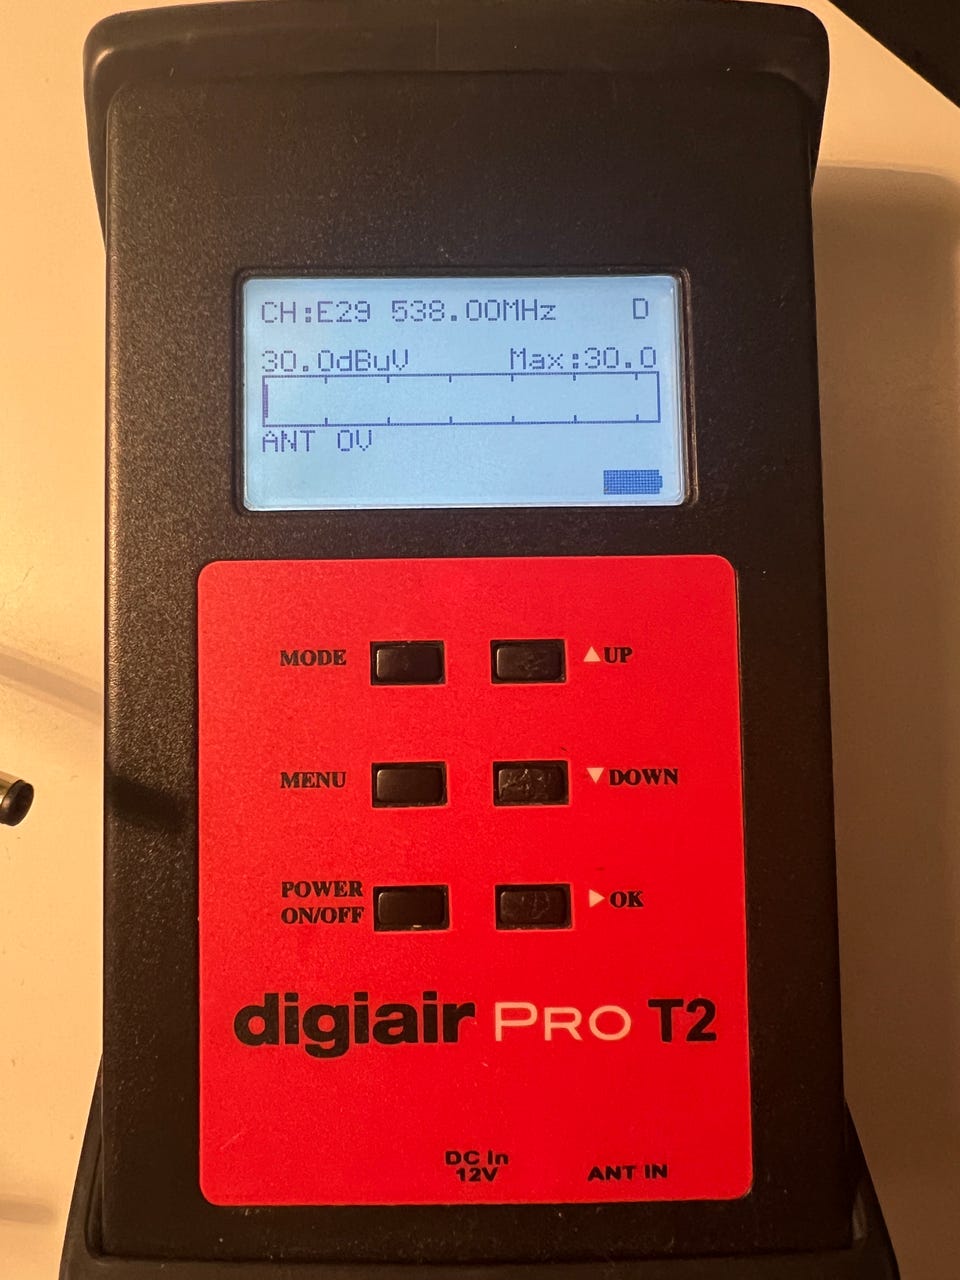 CH:E29 538.00MHz D
30.0dBuV Max:30.0
ANT 0V
MODE ▲UP
MENU ▼DOWN
POWER
ON/OFF ▶OK
digiair PRO T2
DC In
12V
ANT IN